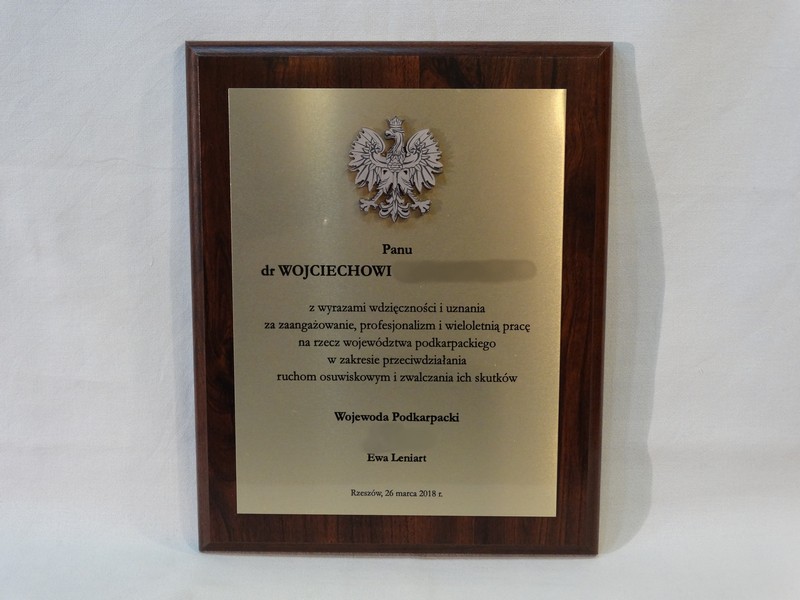 Panu
dr WOJCIECHOWI
z wyrazami wdzięczności i uznania
za zaangażowanie, profesjonalizm i wieloletnią pracę
na rzecz województwa podkarpackiego
w zakresie przeciwdziałania
ruchom osuwiskowym i zwalczania ich skutków
Wojewoda Podkarpacki
Ewa Leniart
Rzeszów, 26 marca 2018 r.